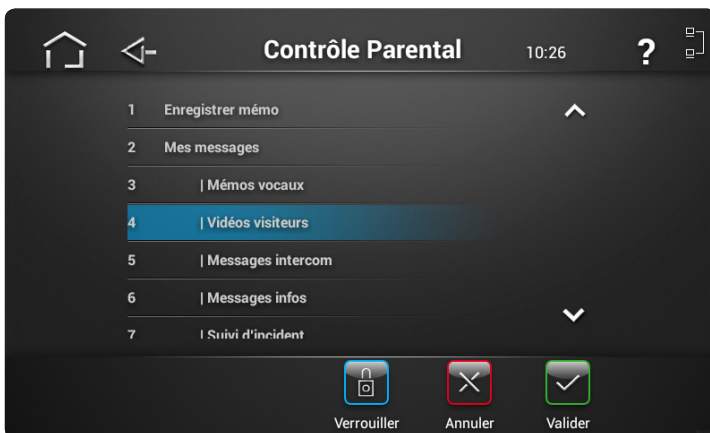 Contrôle Parental 10:26 ?
1 Enregistrer mémo
2 Mes messages
3 | Mémos vocaux
4 | Vidéos visiteurs
5 | Messages intercom
6 | Messages infos
7 | Suivi d'incident
Verrouiller Annuler Valider